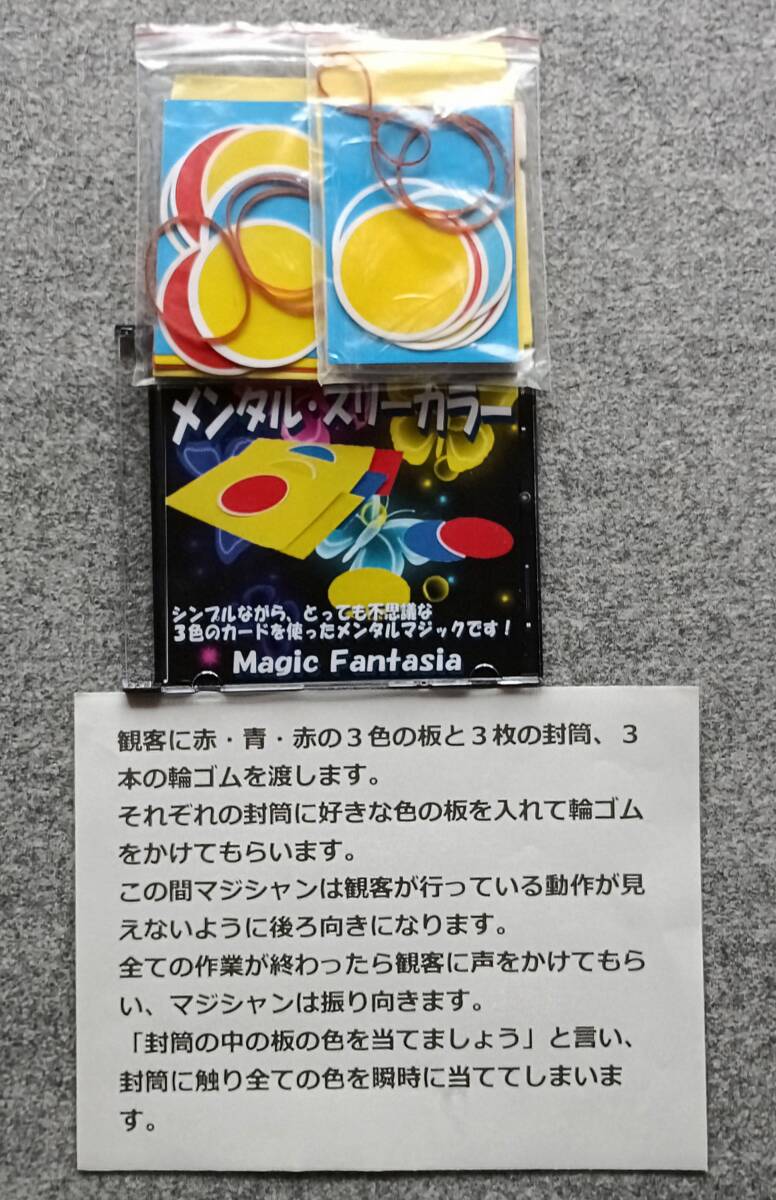 メンタル・スリーカラー
シンプルながら、とっても不思議な
3色のカードを使ったメンタルマジックです！
Magic Fantasia
観客に赤・青・赤の３色の板と３枚の封筒、３
本の輪ゴムを渡します。
それぞれの封筒に好きな色の板を入れて輪ゴム
をかけてもらいます。
この間マジシャンは観客が行っている動作が見
えないように後ろ向きになります。
全ての作業が終わったら観客に声をかけてもら
い、マジシャンは振り向きます。
「封筒の中の板の色を当てましょう」と言い、
封筒に触り全ての色を瞬時に当ててしまいま
す。